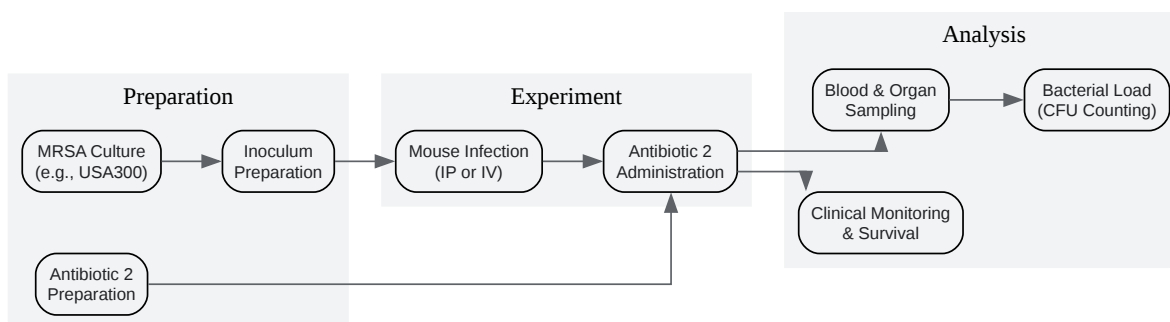 Preparation
MRSA Culture
(e.g., USA300)
Inoculum
Preparation
Antibiotic 2
Preparation
Experiment
Mouse Infection
(IP or IV)
Antibiotic 2
Administration
Analysis
Blood & Organ
Sampling
Bacterial Load
(CFU Counting)
Clinical Monitoring
& Survival